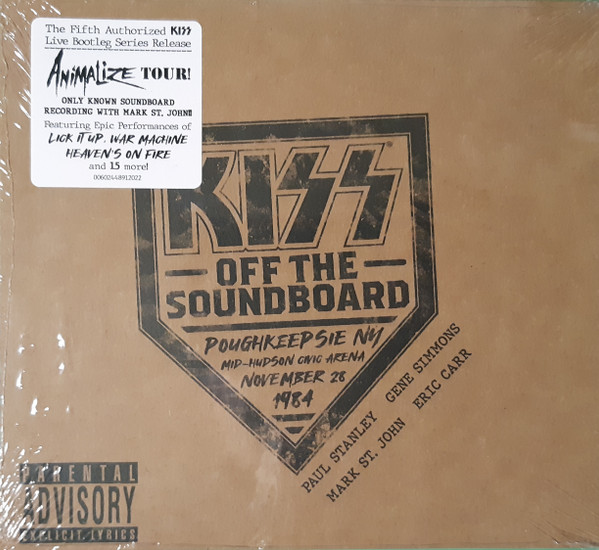 The Fifth Authorized KISS
Live Bootleg Series Release
ANIMALIZE TOUR!
ONLY KNOWN SOUNDBOARD
RECORDING WITH MARK ST. JOHN!!
Featuring Epic Performances of
LICK IT UP, WAR MACHINE
HEAVEN'S ON FIRE
and 15 more!
00602448912022
KISS
OFF THE
SOUNDBOARD
POUGHKEEPSIE NY
MID-HUDSON CIVIC ARENA
NOVEMBER 28
1984
PAUL STANLEY GENE SIMMONS
MARK ST. JOHN ERIC CARR
PARENTAL
ADVISORY
EXPLICIT LYRICS